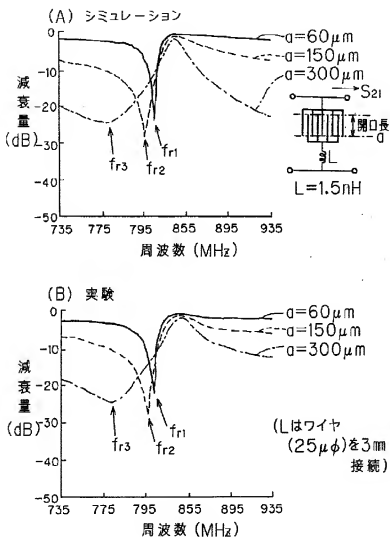 (A) シミュレーション
0
-10
-20
-30
-40
-50
減衰量
(dB)
735
775
795
855
895
935
周波数(MHz)
a=60μm
a=150μm
a=300μm
fr3
fr2
fr1
S21
開口長
a
L
L=1.5nH
(B) 実験
0
-10
-20
-30
-40
-50
減衰量
(dB)
735
775
795
855
895
935
周波数(MHz)
a=60μm
a=150μm
a=300μm
fr3
fr2
fr1
(Lはワイヤ
(25μφ)を3mm
接続)